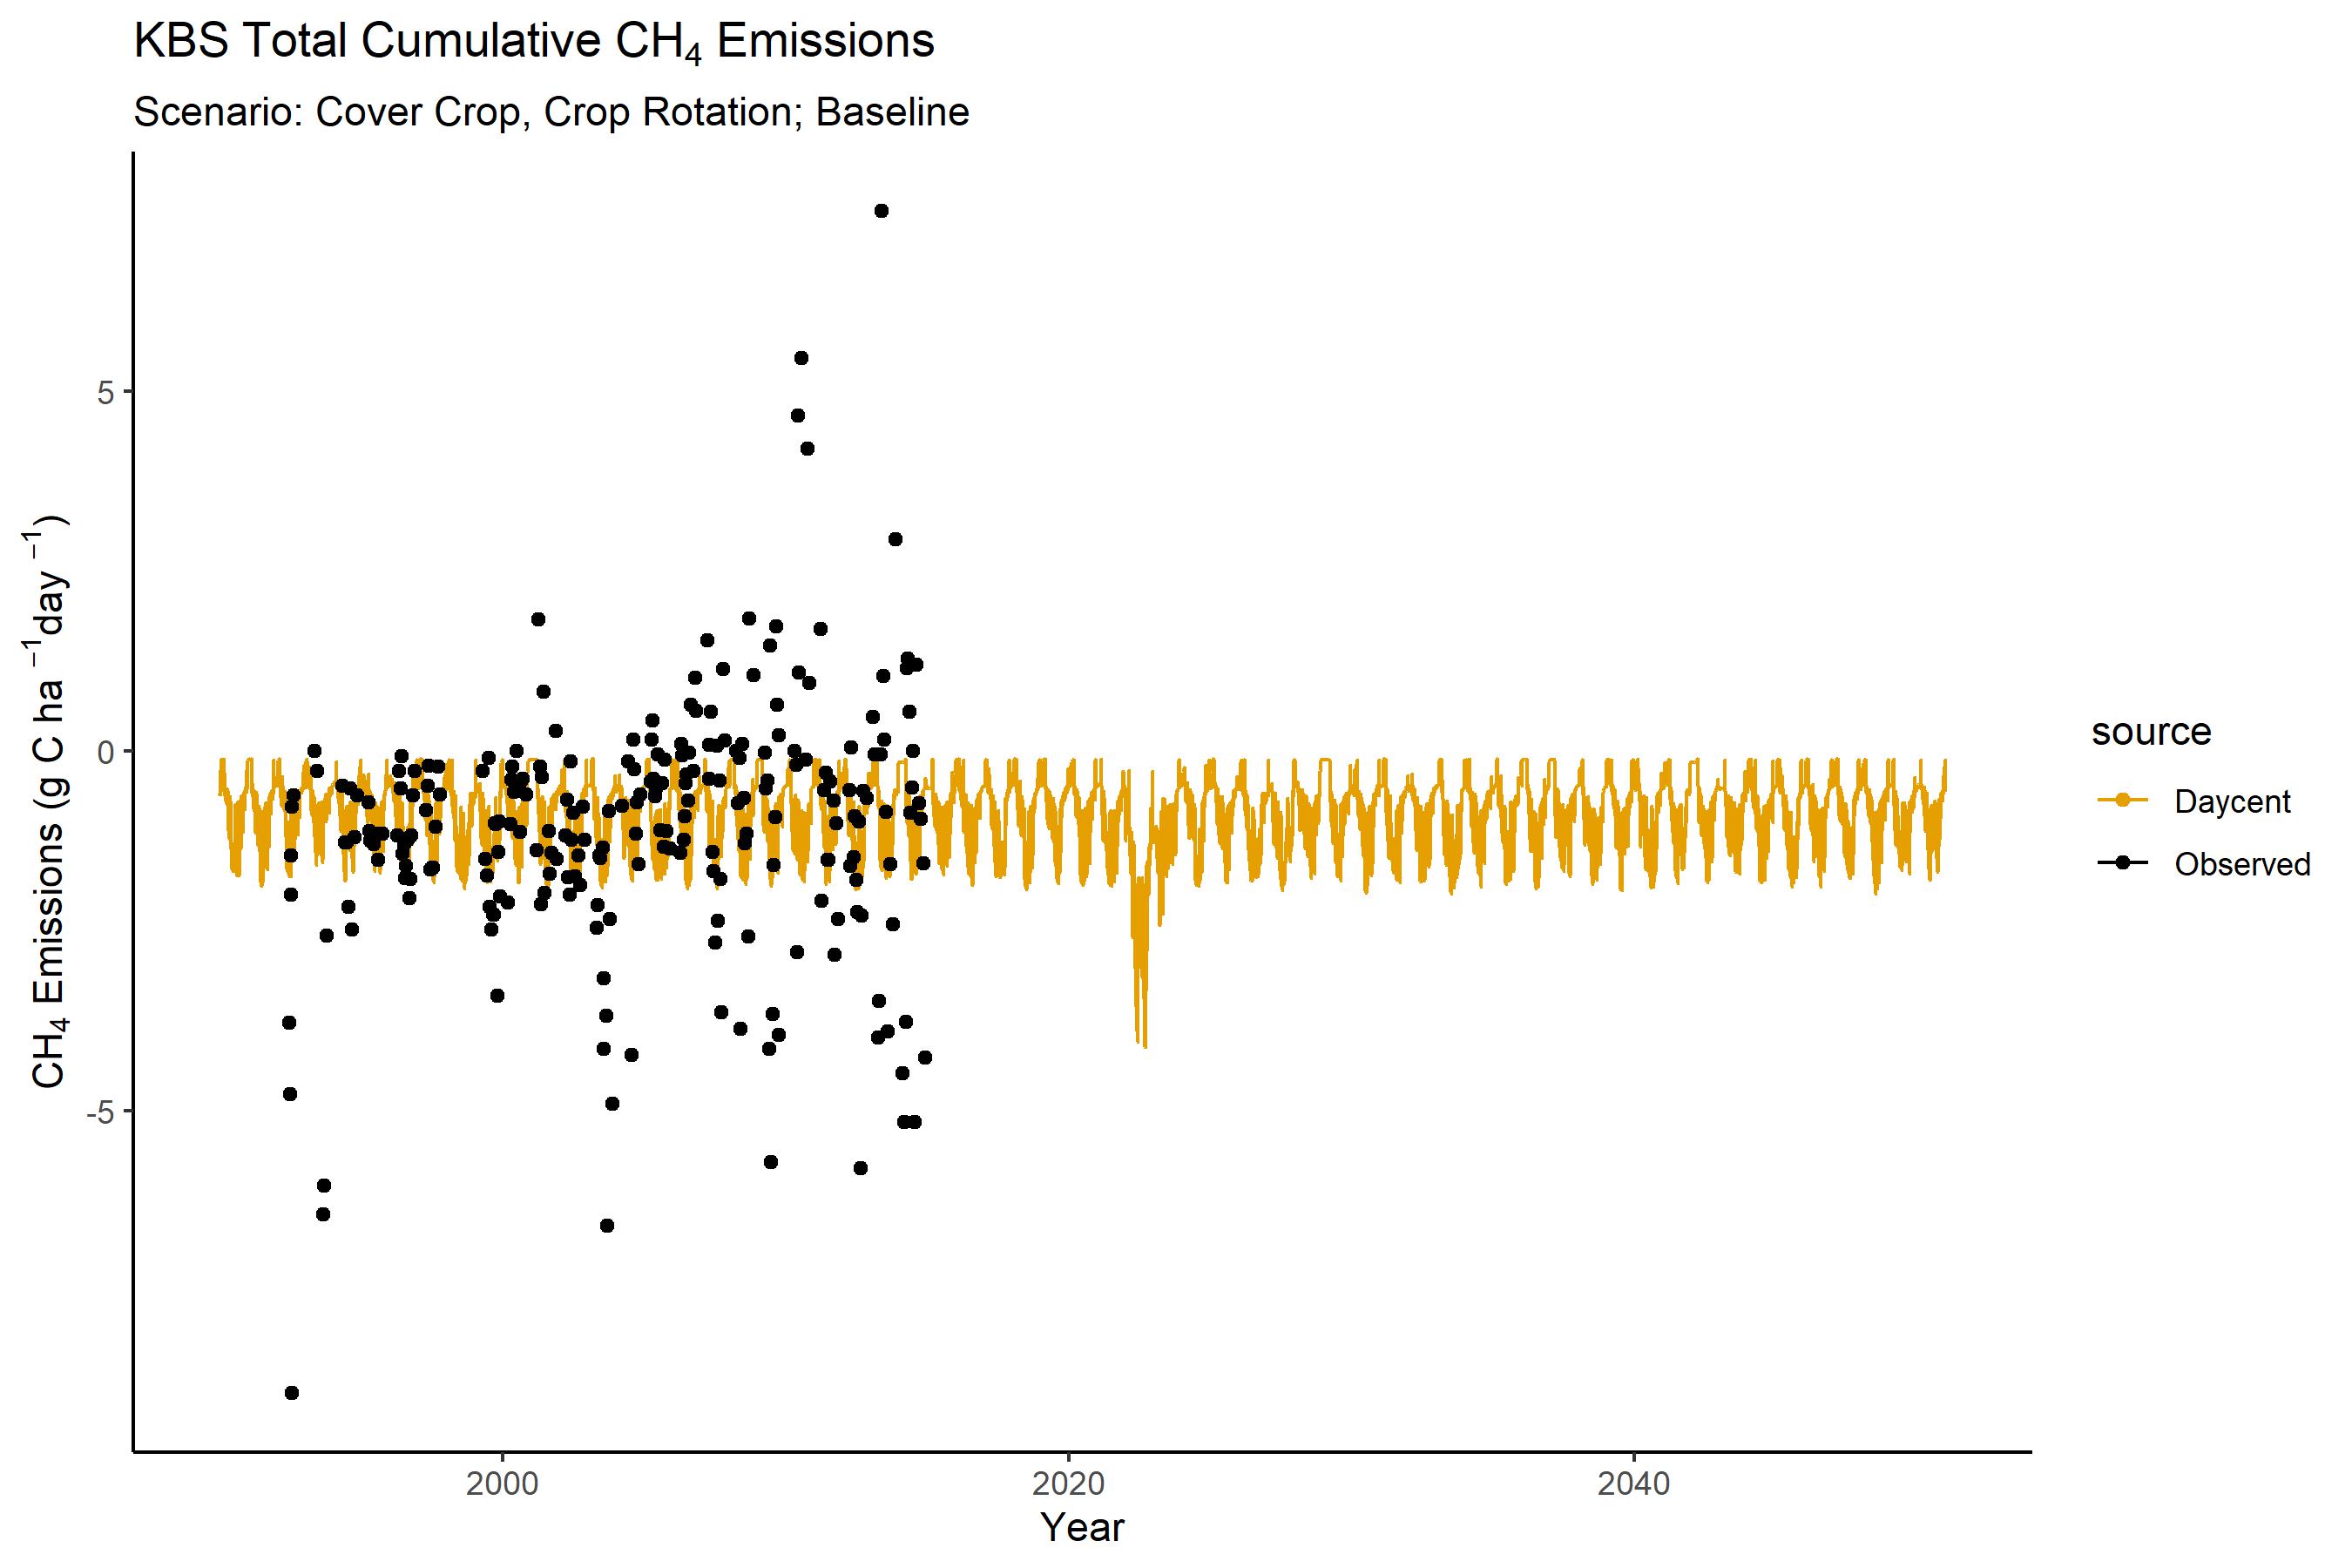 KBS Total Cumulative CH₄ Emissions
Scenario: Cover Crop, Crop Rotation; Baseline
CH₄ Emissions (g C ha ⁻¹day ⁻¹)
5
0
-5
2000
2020
2040
Year
source
Daycent
Observed